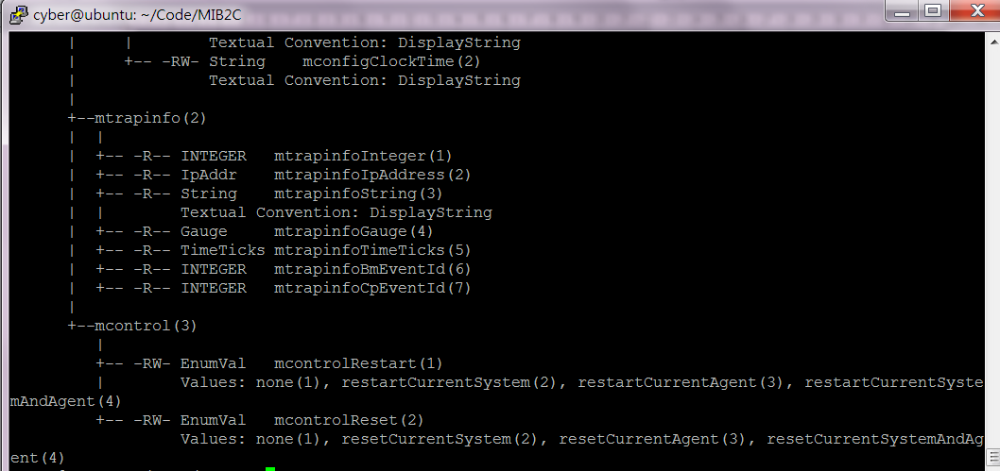 cyber@ubuntu: ~/Code/MIB2C
|     |        Textual Convention: DisplayString
|     +-- -RW- String    mconfigClockTime(2)
|              Textual Convention: DisplayString
|
+--mtrapinfo(2)
|  |
|  +-- -R-- INTEGER   mtrapinfoInteger(1)
|  +-- -R-- IpAddr    mtrapinfoIpAddress(2)
|  +-- -R-- String    mtrapinfoString(3)
|  |        Textual Convention: DisplayString
|  +-- -R-- Gauge     mtrapinfoGauge(4)
|  +-- -R-- TimeTicks mtrapinfoTimeTicks(5)
|  +-- -R-- INTEGER   mtrapinfoBmEventId(6)
|  +-- -R-- INTEGER   mtrapinfoCpEventId(7)
|
+--mcontrol(3)
   |
   +-- -RW- EnumVal   mcontrolRestart(1)
   |        Values: none(1), restartCurrentSystem(2), restartCurrentAgent(3), restartCurrentSyste
mAndAgent(4)
   +-- -RW- EnumVal   mcontrolReset(2)
            Values: none(1), resetCurrentSystem(2), resetCurrentAgent(3), resetCurrentSystemAndAg
ent(4)